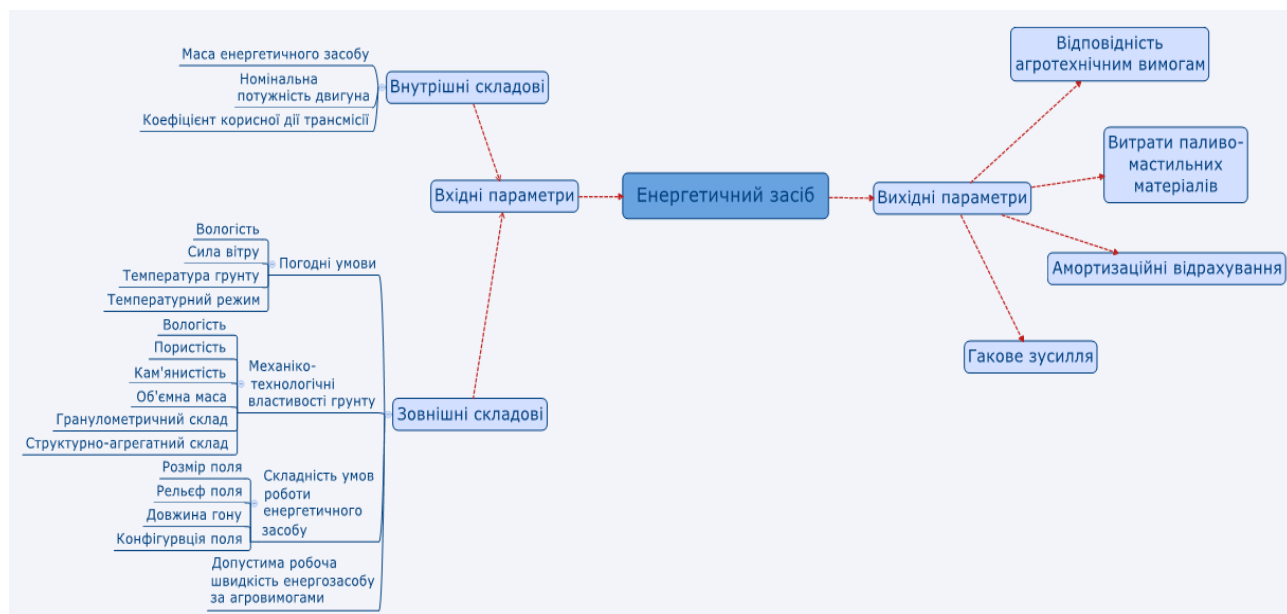 Маса енергетичного засобу
Номінальна
потужність двигуна
Коефіцієнт корисної дії трансмісії
Внутрішні складові
Вхідні параметри
Енергетичний засіб
Вихідні параметри
Відповідність
агротехнічним вимогам
Витрати паливо-
мастильних
матеріалів
Амортизаційні відрахування
Гакове зусилля
Вологість
Сила вітру
Температура грунту
Температурний режим
Погодні умови
Вологість
Пористість
Кам'янистість
Об'ємна маса
Гранулометричний склад
Структурно-агрегатний склад
Механіко-
технологічні
властивості грунту
Зовнішні складові
Розмір поля
Рельєф поля
Довжина гону
Конфігурвція поля
Складність умов
роботи
енергетичного
засобу
Допустима робоча
швидкість енергозасобу
за агровимогами